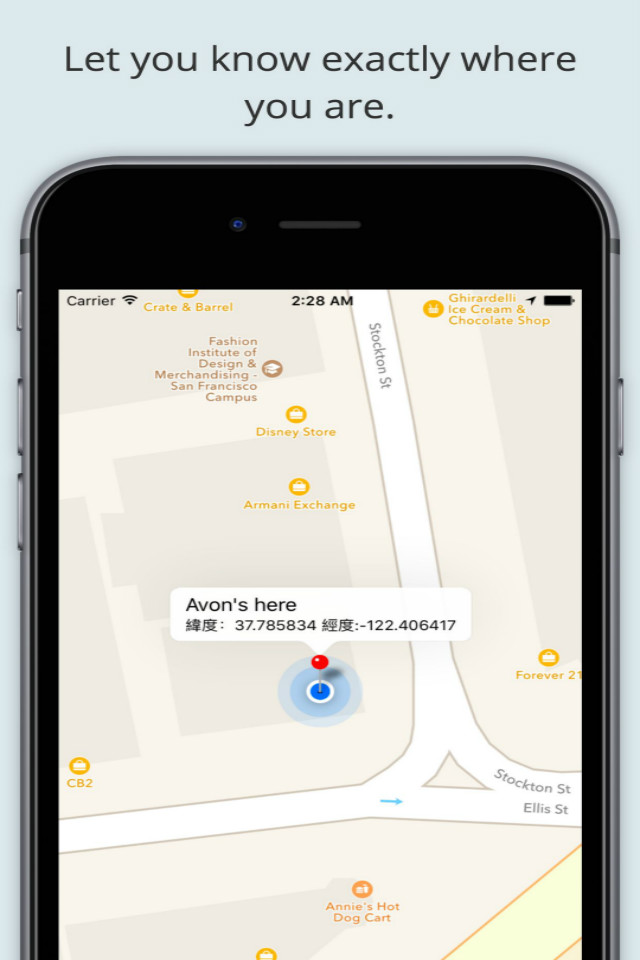 Let you know exactly where
you are.
Carrier
2:28 AM
Crate & Barrel
Ghirardelli
Ice Cream &
Chocolate Shop
Stockton St
Fashion
Institute of
Design &
Merchandising -
San Francisco
Campus
Disney Store
Armani Exchange
Avon's here
緯度：37.785834 經度:-122.406417
Forever 21
CB2
Stockton St
Ellis St
Annie's Hot
Dog Cart